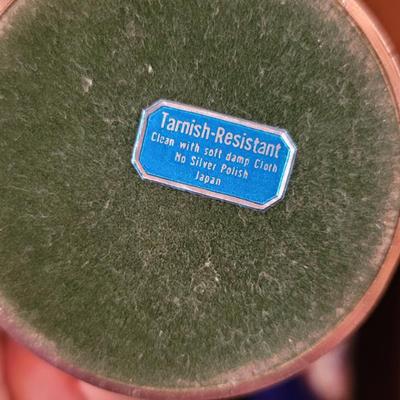 Tarnish-Resistant
Clean with soft damp Cloth
No Silver Polish
Japan